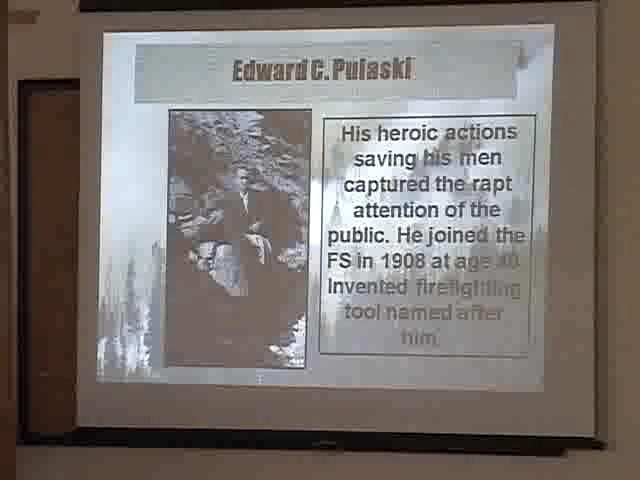 Edward C. Pulaski
His heroic actions
saving his men
captured the rapt
attention of the
public. He joined the
FS in 1908 at age 40.
Invented firefighting
tool named after
him